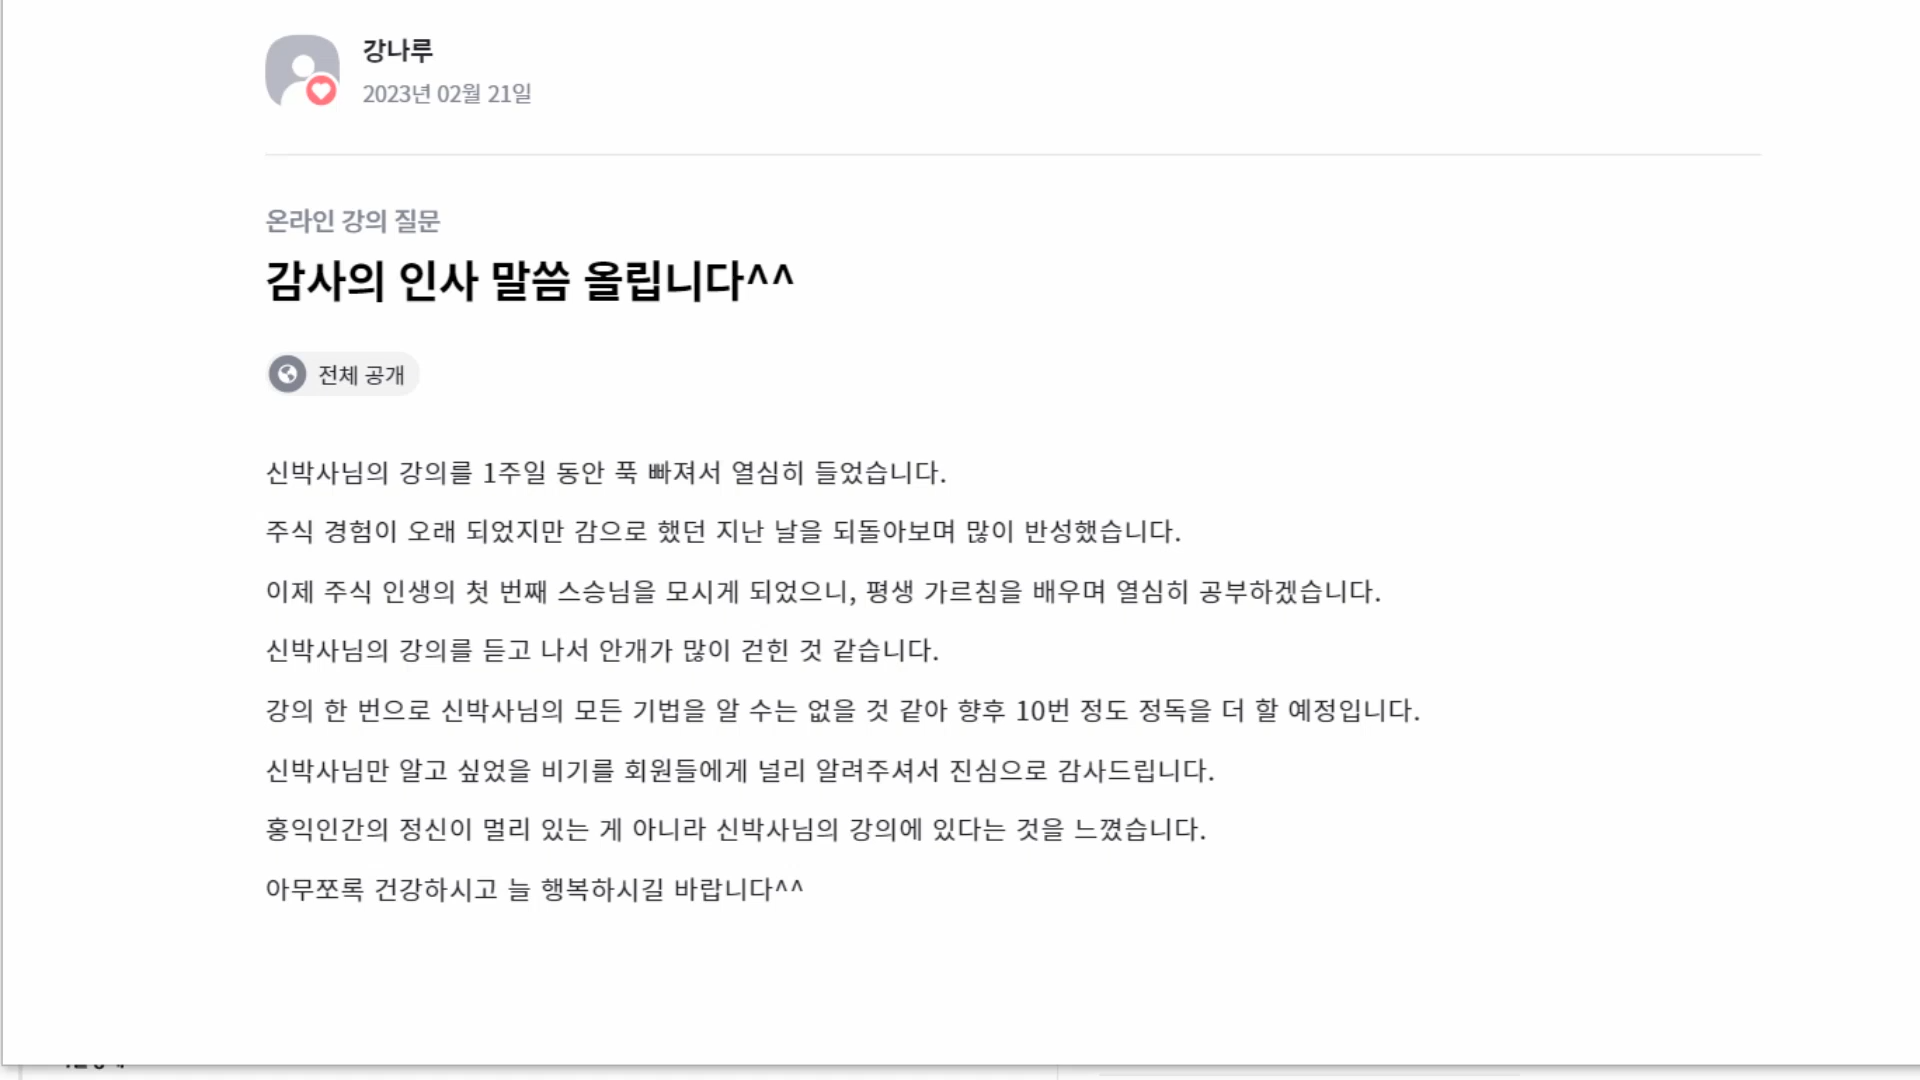 강나루
2023년 02월 21일
온라인 강의 질문
감사의 인사 말씀 올립니다^^
전체 공개
신박사님의 강의를 1주일 동안 푹 빠져서 열심히 들었습니다.
주식 경험이 오래 되었지만 감으로 했던 지난 날을 되돌아보며 많이 반성했습니다.
이제 주식 인생의 첫 번째 스승님을 모시게 되었으니, 평생 가르침을 배우며 열심히 공부하겠습니다.
신박사님의 강의를 듣고 나서 안개가 많이 걷힌 것 같습니다.
강의 한 번으로 신박사님의 모든 기법을 알 수는 없을 것 같아 향후 10번 정도 정독을 더 할 예정입니다.
신박사님만 알고 싶었을 비기를 회원들에게 널리 알려주셔서 진심으로 감사드립니다.
홍익인간의 정신이 멀리 있는 게 아니라 신박사님의 강의에 있다는 것을 느꼈습니다.
아무쪼록 건강하시고 늘 행복하시길 바랍니다^^